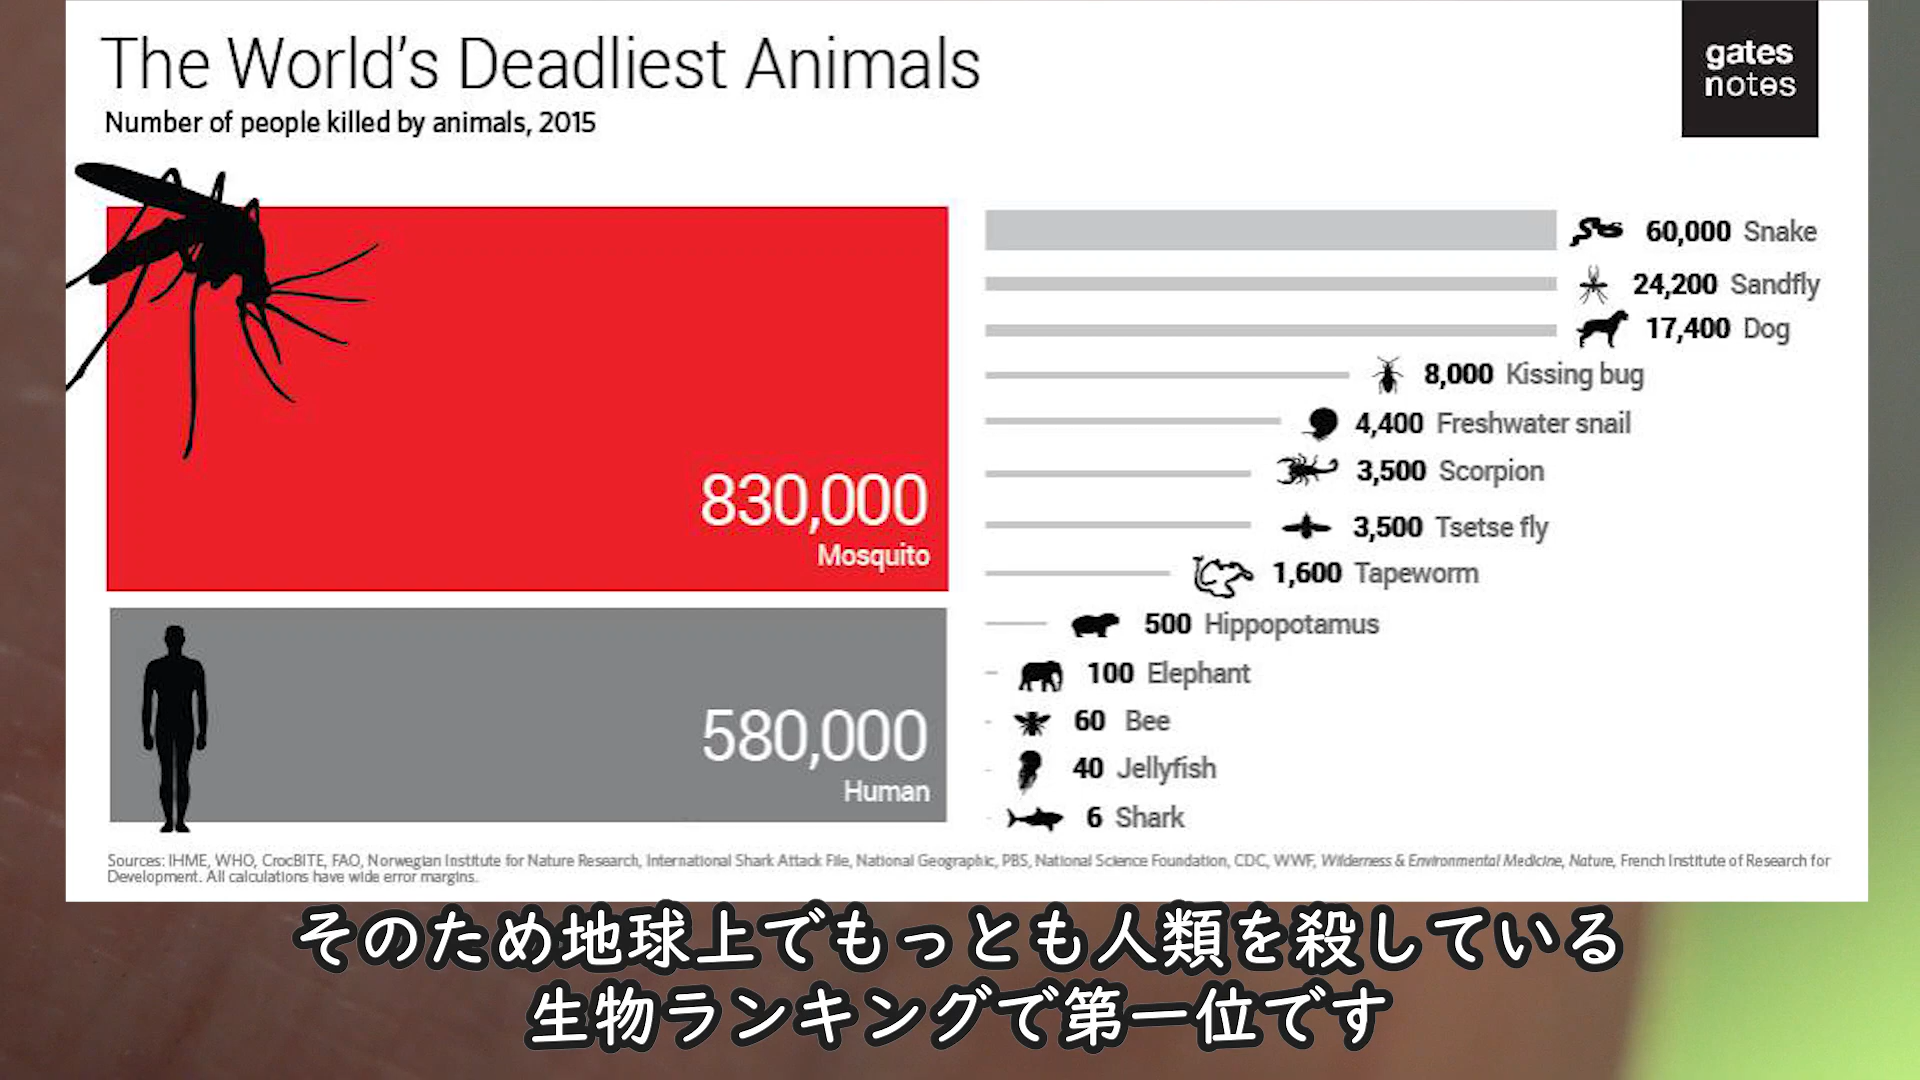 The World's Deadliest Animals
Number of people killed by animals, 2015
gates
notes
830,000
Mosquito
580,000
Human
60,000 Snake
24,200 Sandfly
17,400 Dog
8,000 Kissing bug
4,400 Freshwater snail
3,500 Scorpion
3,500 Tsetse fly
1,600 Tapeworm
500 Hippopotamus
100 Elephant
60 Bee
40 Jellyfish
6 Shark
Sources: IHME, WHO, CrocBITE, FAO, Norwegian Institute for Nature Research, International Shark Attack File, National Geographic, PBS, National Science Foundation, CDC, WWF, Wilderness & Environmental Medicine, Nature, French Institute of Research for
Development. All calculations have wide error margins.
そのため地球上でもっとも人類を殺している
生物ランキングで第一位です